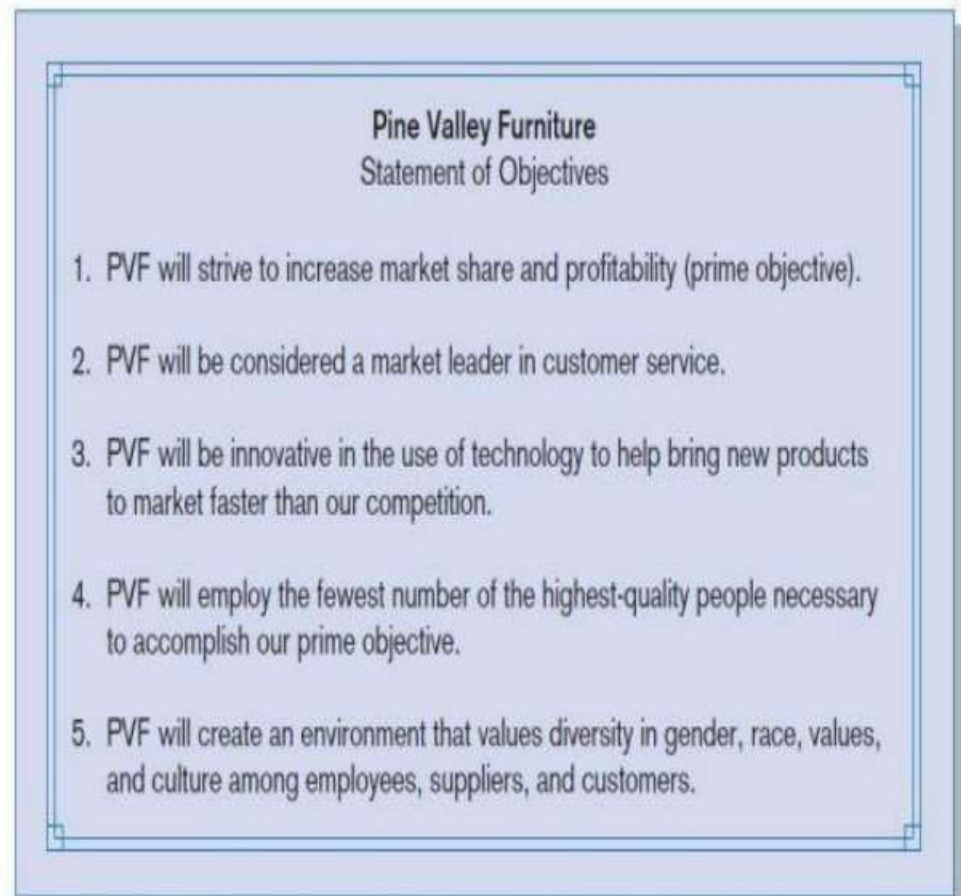 Pine Valley Furniture
Statement of Objectives
1. PVF will strive to increase market share and profitability (prime objective).
2. PVF will be considered a market leader in customer service.
3. PVF will be innovative in the use of technology to help bring new products
to market faster than our competition.
4. PVF will employ the fewest number of the highest-quality people necessary
to accomplish our prime objective.
5. PVF will create an environment that values diversity in gender, race, values,
and culture among employees, suppliers, and customers.